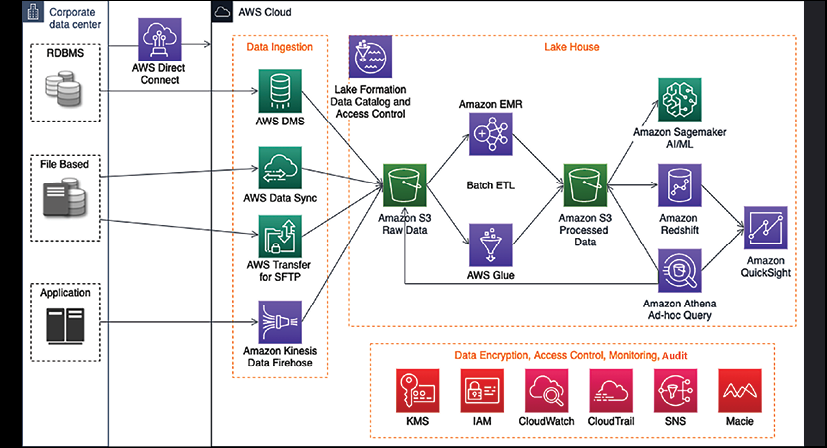 Corporate
data center
AWS Cloud
RDBMS
AWS Direct
Connect
Data Ingestion
Lake House
AWS DMS
Lake Formation
Data Catalog and
Access Control
Amazon EMR
Amazon Sagemaker
AI/ML
File Based
AWS Data Sync
Amazon S3
Raw Data
Batch ETL
Amazon S3
Processed
Data
Amazon
Redshift
AWS Transfer
for SFTP
AWS Glue
Amazon
QuickSight
Application
Amazon Athena
Ad-hoc Query
Amazon Kinesis
Data Firehose
Data Encryption, Access Control, Monitoring, Audit
KMS
IAM
CloudWatch
CloudTrail
SNS
Macie